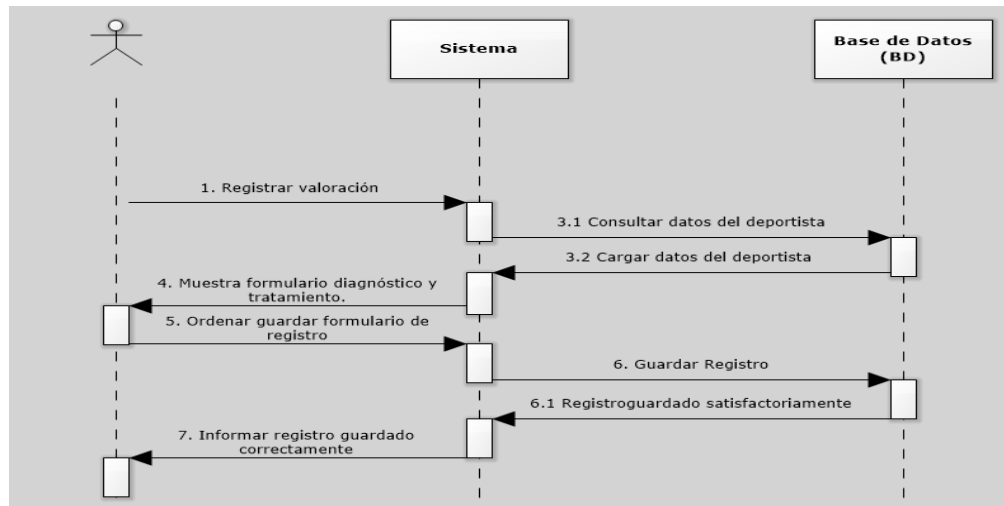 Sistema
Base de Datos
(BD)
1. Registrar valoración
3.1 Consultar datos del deportista
3.2 Cargar datos del deportista
4. Muestra formulario diagnóstico y
tratamiento.
5. Ordenar guardar formulario de
registro
6. Guardar Registro
6.1 Registroguardado satisfactoriamente
7. Informar registro guardado
correctamente